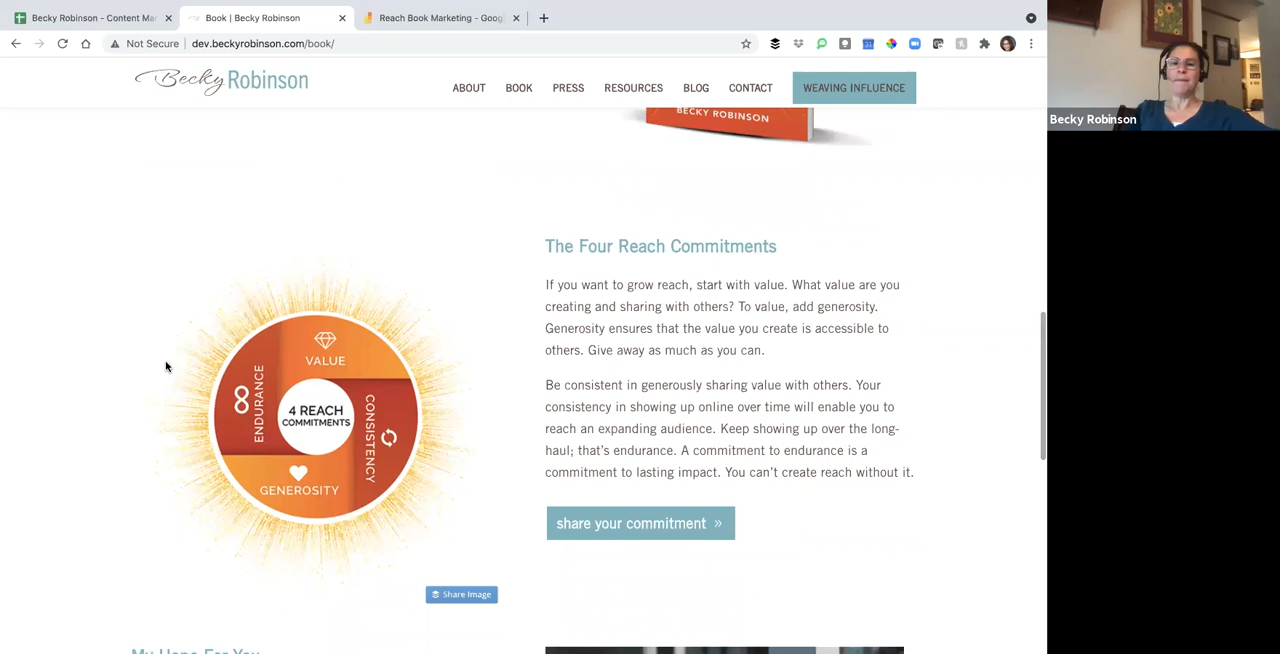 Becky Robinson - Content Mar
Book | Becky Robinson
Reach Book Marketing - Goog
Not Secure
dev.beckyrobinson.com/book/
Becky Robinson
ABOUT
BOOK
PRESS
RESOURCES
BLOG
CONTACT
WEAVING INFLUENCE
Becky Robinson
BECKY ROBINSON
The Four Reach Commitments
If you want to grow reach, start with value. What value are you
creating and sharing with others? To value, add generosity.
Generosity ensures that the value you create is accessible to
others. Give away as much as you can.
Be consistent in generously sharing value with others. Your
consistency in showing up online over time will enable you to
reach an expanding audience. Keep showing up over the long-
haul; that’s endurance. A commitment to endurance is a
commitment to lasting impact. You can’t create reach without it.
share your commitment »
VALUE
ENDURANCE
4 REACH
COMMITMENTS
CONSISTENCY
GENEROSITY
Share Image
My Hope For You